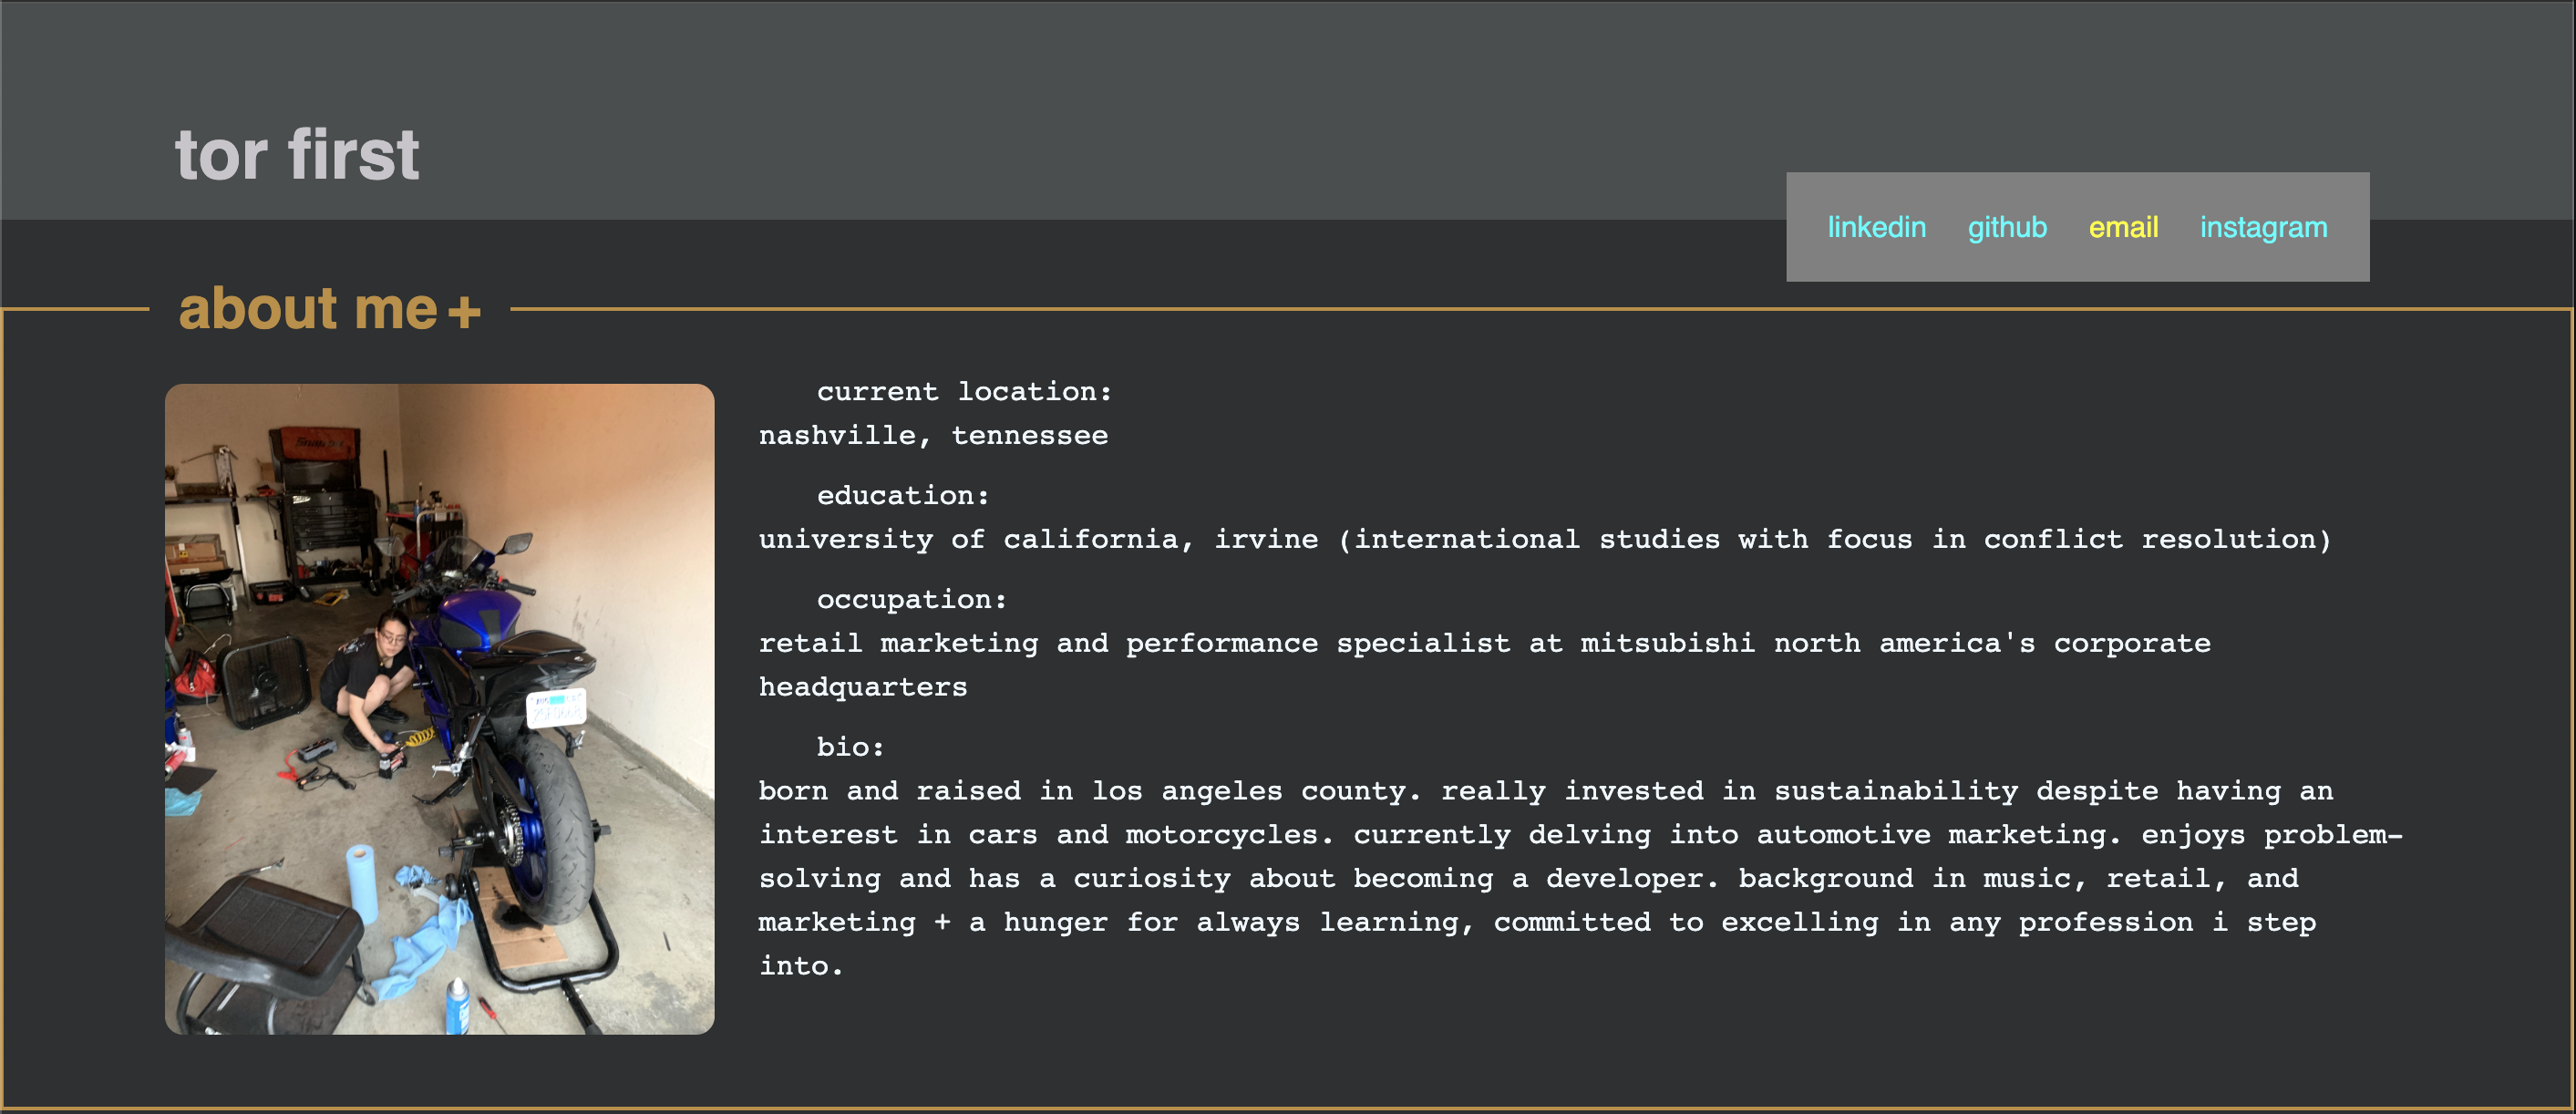 tor first
linkedin github email instagram
about me +
current location:
nashville, tennessee
education:
university of california, irvine (international studies with focus in conflict resolution)
occupation:
retail marketing and performance specialist at mitsubishi north america's corporate
headquarters
bio:
born and raised in los angeles county. really invested in sustainability despite having an
interest in cars and motorcycles. currently delving into automotive marketing. enjoys problem-
solving and has a curiosity about becoming a developer. background in music, retail, and
marketing + a hunger for always learning, committed to excelling in any profession i step
into.